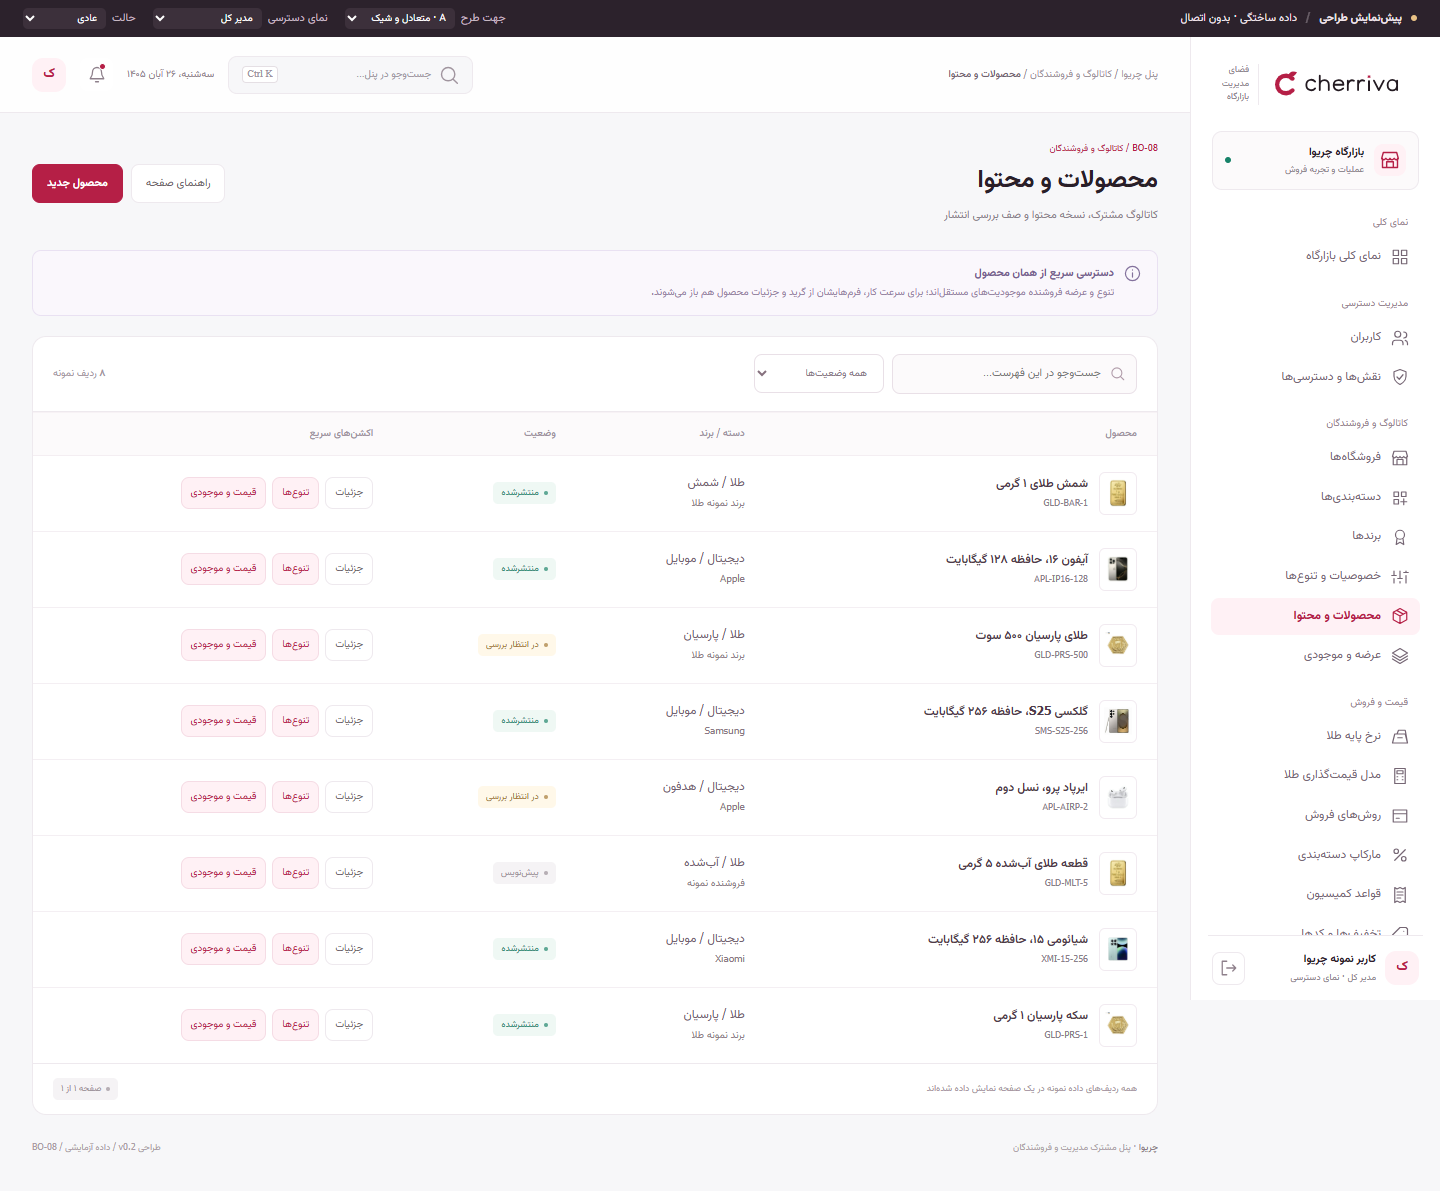 پیش‌نمایش طراحی / داده ساختگی · بدون اتصال
جهت طرح A · متعادل و شیک نمای دسترسی مدیر کل حالت عادی
cherriva
فضای
مدیریت
بازارگاه
بازارگاه چریوا
عملیات و تجربه فروش
نمای کلی
نمای کلی بازارگاه
مدیریت دسترسی
کاربران
نقش‌ها و دسترسی‌ها
کاتالوگ و فروشندگان
فروشگاه‌ها
دسته‌بندی‌ها
برندها
خصوصیات و تنوع‌ها
محصولات و محتوا
عرضه و موجودی
قیمت و فروش
نرخ پایه طلا
مدل قیمت‌گذاری طلا
روش‌های فروش
مارکاپ دسته‌بندی
قواعد کمیسیون
تخفیف‌ها و کدها
ک
کاربر نمونه چریوا
مدیر کل · نمای دسترسی
پنل چریوا / کاتالوگ و فروشندگان / محصولات و محتوا
جست‌وجو در پنل... Ctrl K
سه‌شنبه، ۲۶ آبان ۱۴۰۵
ک
BO-08 / کاتالوگ و فروشندگان
محصولات و محتوا
کاتالوگ مشترک، نسخه محتوا و صف بررسی انتشار
راهنمای صفحه
محصول جدید
دسترسی سریع از همان محصول
تنوع و عرضه فروشنده موجودیت‌های مستقل‌اند؛ برای سرعت کار، فرم‌هایشان از گرید و جزئیات محصول هم باز می‌شوند.
جست‌وجو در این فهرست... همه وضعیت‌ها ۸ ردیف نمونه
محصول دسته / برند وضعیت اکشن‌های سریع
شمش طلای ۱ گرمی
GLD-BAR-1
طلا / شمش
برند نمونه طلا
منتشرشده
جزئیات تنوع‌ها قیمت و موجودی
آیفون ۱۶، حافظه ۱۲۸ گیگابایت
APL-IP16-128
دیجیتال / موبایل
Apple
منتشرشده
جزئیات تنوع‌ها قیمت و موجودی
طلای پارسیان ۵۰۰ سوت
GLD-PRS-500
طلا / پارسیان
برند نمونه طلا
در انتظار بررسی
جزئیات تنوع‌ها قیمت و موجودی
گلکسی S25، حافظه ۲۵۶ گیگابایت
SMS-S25-256
دیجیتال / موبایل
Samsung
منتشرشده
جزئیات تنوع‌ها قیمت و موجودی
ایرپاد پرو، نسل دوم
APL-AIRP-2
دیجیتال / هدفون
Apple
در انتظار بررسی
جزئیات تنوع‌ها قیمت و موجودی
قطعه طلای آب‌شده ۵ گرمی
GLD-MLT-5
طلا / آب‌شده
فروشنده نمونه
پیش‌نویس
جزئیات تنوع‌ها قیمت و موجودی
شیائومی ۱۵، حافظه ۲۵۶ گیگابایت
XMI-15-256
دیجیتال / موبایل
Xiaomi
منتشرشده
جزئیات تنوع‌ها قیمت و موجودی
سکه پارسیان ۱ گرمی
GLD-PRS-1
طلا / پارسیان
برند نمونه طلا
منتشرشده
جزئیات تنوع‌ها قیمت و موجودی
همه ردیف‌های داده نمونه در یک صفحه نمایش داده شده‌اند
صفحه ۱ از ۱
چریوا · پنل مشترک مدیریت و فروشندگان
طراحی v0.2 / داده آزمایشی / BO-08